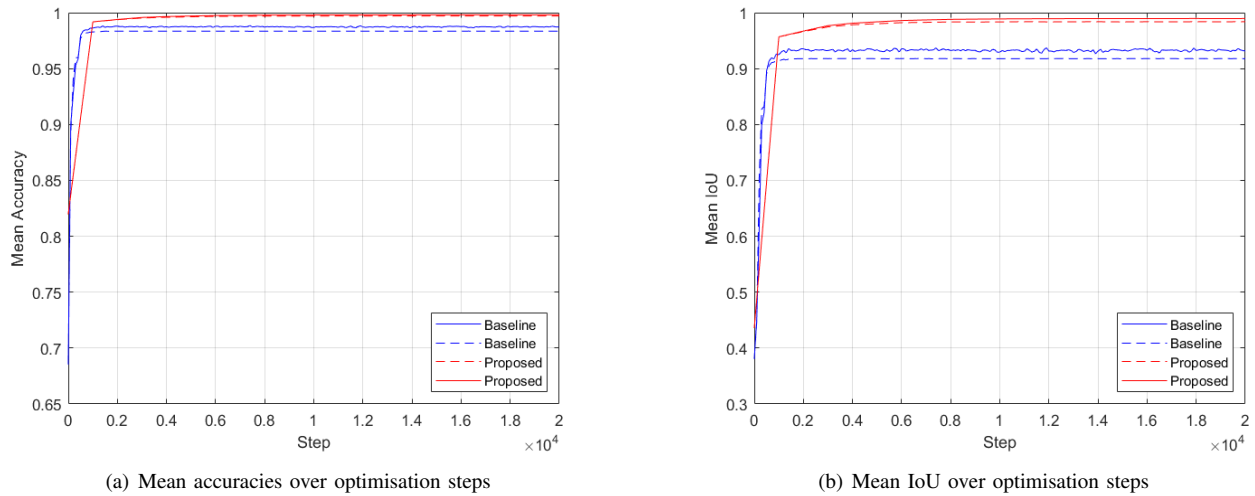 1
0.95
0.9
0.85
0.8
0.75
0.7
0.65
Mean Accuracy
0 0.2 0.4 0.6 0.8 1 1.2 1.4 1.6 1.8 2
Step
×10⁴
Baseline
Baseline
Proposed
Proposed
(a) Mean accuracies over optimisation steps
1
0.9
0.8
0.7
0.6
0.5
0.4
0.3
Mean IoU
0 0.2 0.4 0.6 0.8 1 1.2 1.4 1.6 1.8 2
Step
×10⁴
Baseline
Baseline
Proposed
Proposed
(b) Mean IoU over optimisation steps